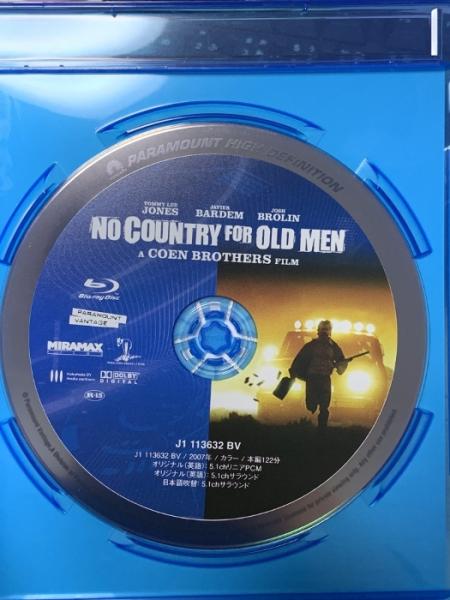 PARAMOUNT HIGH DEFINITION
TOMMY LEE JONES
JAVIER BARDEM
JOSH BROLIN
NO COUNTRY FOR OLD MEN
A COEN BROTHERS FILM
Blu-ray Disc
PARAMOUNT
VANTAGE
MIRAMAX
DOLBY
DIGITAL
R-15
J1 113632 BV
J1 113632 BV / 2007年 / カラー / 本編122分
オリジナル(英語):5.1chリニアPCM
オリジナル(英語):5.1chサラウンド
日本語吹替:5.1chサラウンド